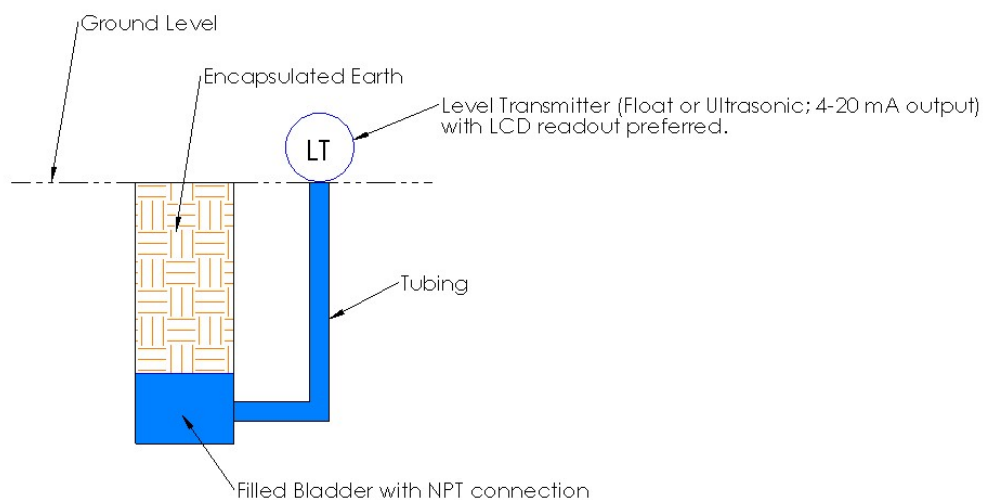 Ground Level
Encapsulated Earth
Level Transmitter (Float or Ultrasonic; 4-20 mA output)
with LCD readout preferred.
LT
Tubing
Filled Bladder with NPT connection